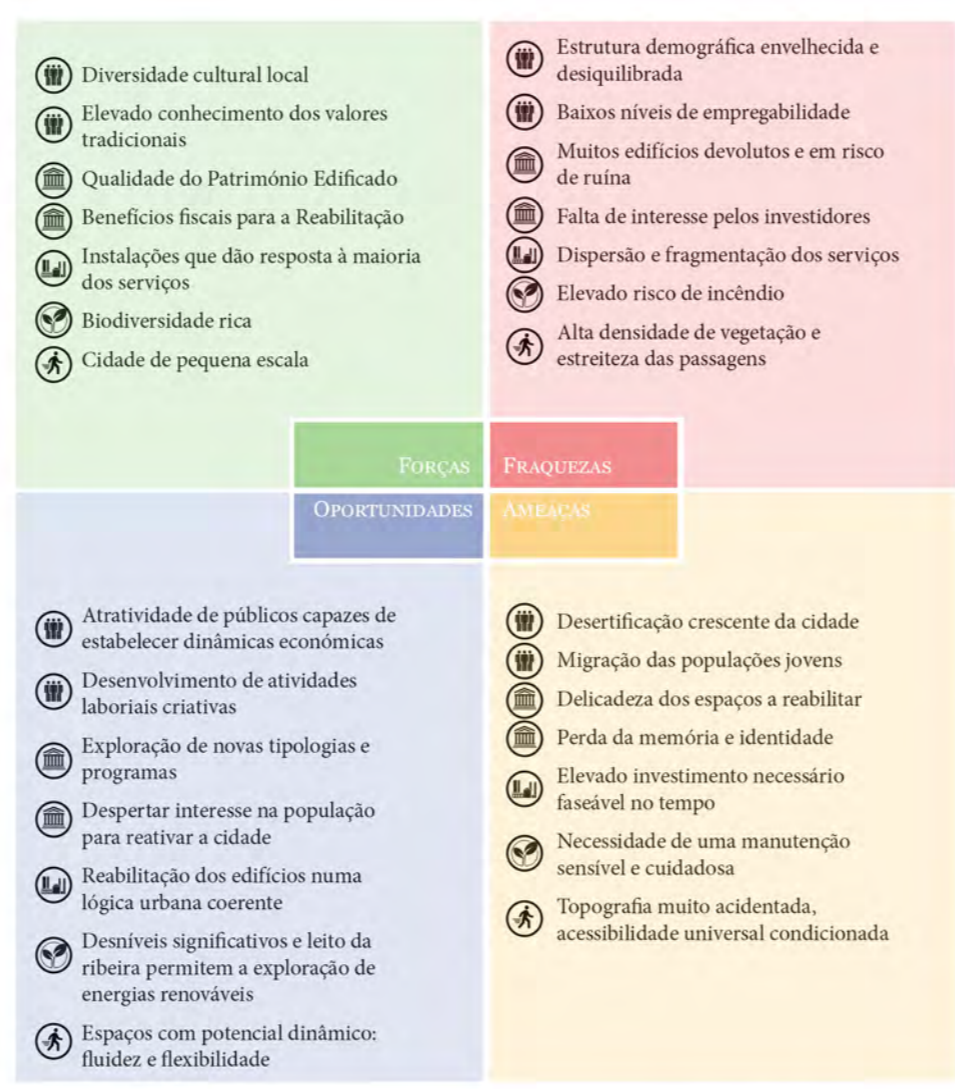 Diversidade cultural local
Elevado conhecimento dos valores
tradicionais
Qualidade do Património Edificado
Benefícios fiscais para a Reabilitação
Instalações que dão resposta à maioria
dos serviços
Biodiversidade rica
Cidade de pequena escala
Estrutura demográfica envelhecida e
desiquilibrada
Baixos níveis de empregabilidade
Muitos edifícios devolutos e em risco
de ruína
Falta de interesse pelos investidores
Dispersão e fragmentação dos serviços
Elevado risco de incêndio
Alta densidade de vegetação e
estreiteza das passagens
Forças
Fraquezas
Oportunidades
Ameaças
Atratividade de públicos capazes de
estabelecer dinâmicas económicas
Desenvolvimento de atividades
laboriais criativas
Exploração de novas tipologias e
programas
Despertar interesse na população
para reativar a cidade
Reabilitação dos edifícios numa
lógica urbana coerente
Desníveis significativos e leito da
ribeira permitem a exploração de
energias renováveis
Espaços com potencial dinâmico:
fluidez e flexibilidade
Desertificação crescente da cidade
Migração das populações jovens
Delicadeza dos espaços a reabilitar
Perda da memória e identidade
Elevado investimento necessário
faseável no tempo
Necessidade de uma manutenção
sensível e cuidadosa
Topografia muito acidentada,
acessibilidade universal condicionada